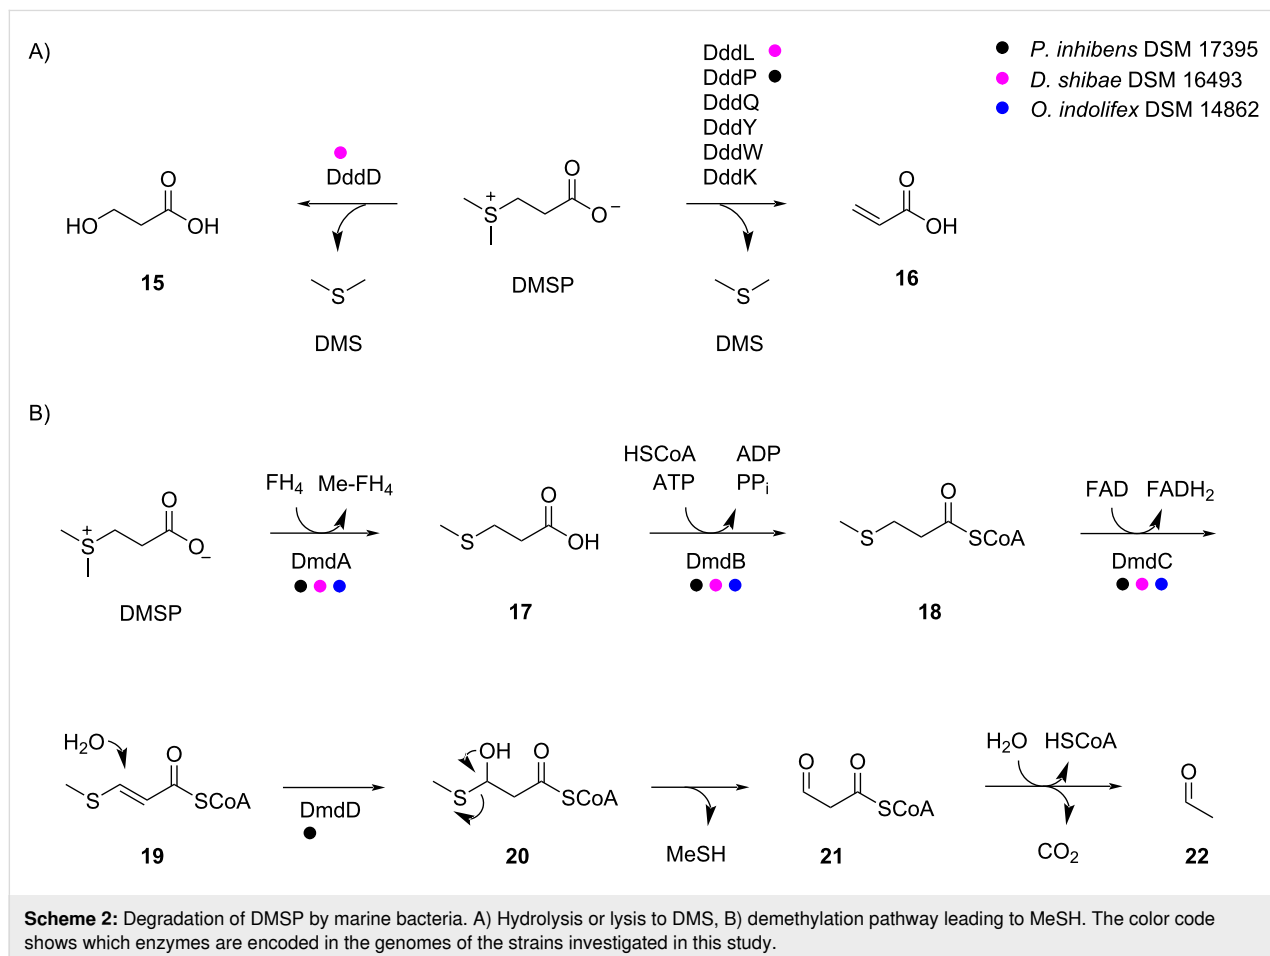 A)
DddL
DddP
DddQ
DddY
DddW
DddK
P. inhibens DSM 17395
D. shibae DSM 16493
O. indolifex DSM 14862
DddD
HO O OH
15
DMS
S
S+ O O−
DMSP
S
DMS
O OH
16
B)
S+ O O−
DMSP
FH4 Me-FH4
DmdA
S O OH
17
HSCoA ADP
ATP PPi
DmdB
S O SCoA
18
FAD FADH2
DmdC
H2O
S O SCoA
19
DmdD
OH O
S SCoA
20
MeSH
O O
SCoA
21
H2O HSCoA
CO2
O
22
Scheme 2: Degradation of DMSP by marine bacteria. A) Hydrolysis or lysis to DMS, B) demethylation pathway leading to MeSH. The color code
shows which enzymes are encoded in the genomes of the strains investigated in this study.